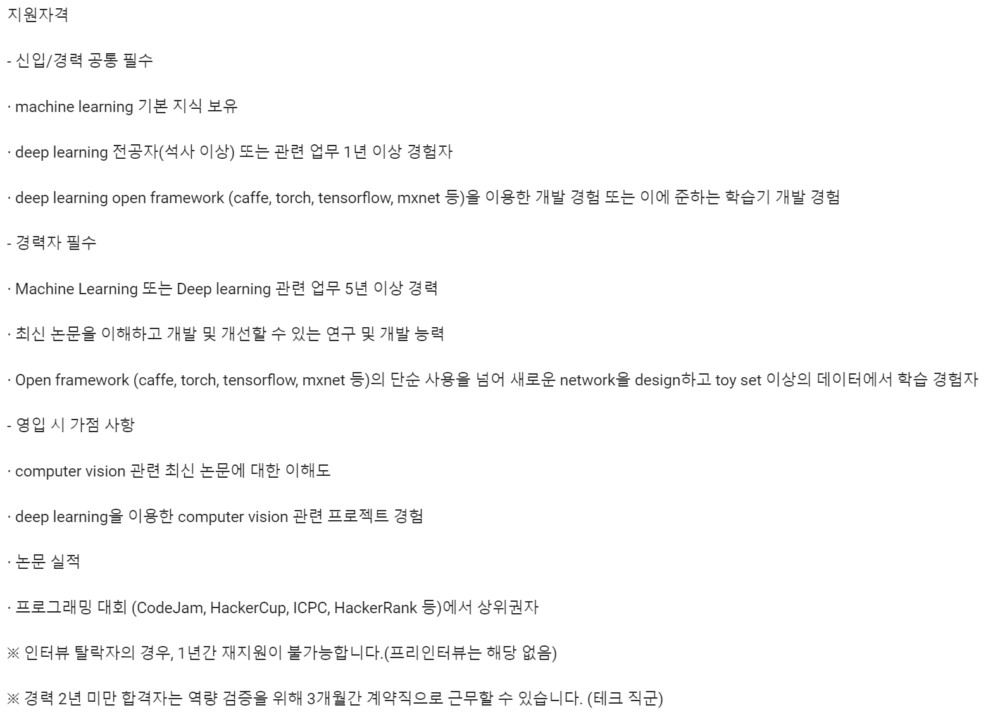 지원자격
- 신입/경력 공통 필수
· machine learning 기본 지식 보유
· deep learning 전공자(석사 이상) 또는 관련 업무 1년 이상 경험자
· deep learning open framework (caffe, torch, tensorflow, mxnet 등)을 이용한 개발 경험 또는 이에 준하는 학습기 개발 경험
- 경력자 필수
· Machine Learning 또는 Deep learning 관련 업무 5년 이상 경력
· 최신 논문을 이해하고 개발 및 개선할 수 있는 연구 및 개발 능력
· Open framework (caffe, torch, tensorflow, mxnet 등)의 단순 사용을 넘어 새로운 network을 design하고 toy set 이상의 데이터에서 학습 경험자
- 영입 시 가점 사항
· computer vision 관련 최신 논문에 대한 이해도
· deep learning을 이용한 computer vision 관련 프로젝트 경험
· 논문 실적
· 프로그래밍 대회 (CodeJam, HackerCup, ICPC, HackerRank 등)에서 상위권자
※ 인터뷰 탈락자의 경우, 1년간 재지원이 불가능합니다.(프리인터뷰는 해당 없음)
※ 경력 2년 미만 합격자는 역량 검증을 위해 3개월간 계약직으로 근무할 수 있습니다. (테크 직군)